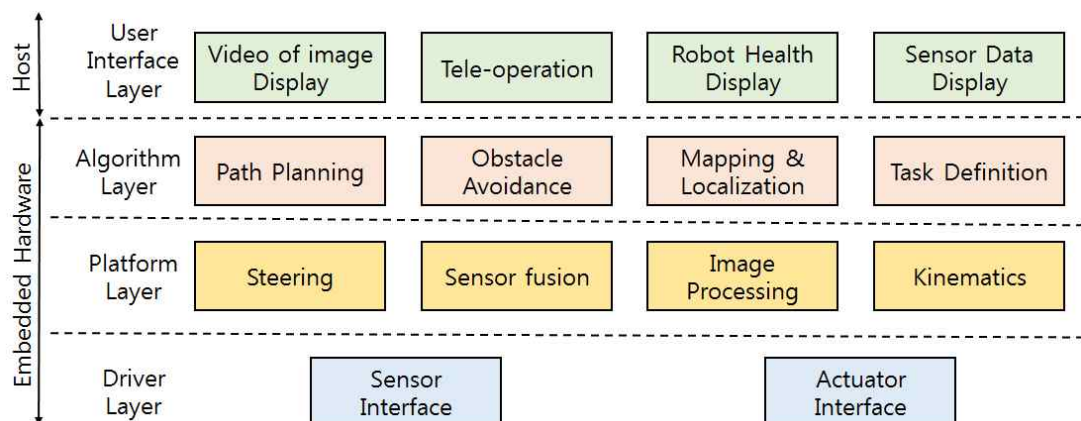 Host
User
Interface
Layer
Video of image
Display
Tele-operation
Robot Health
Display
Sensor Data
Display
Embedded Hardware
Algorithm
Layer
Path Planning
Obstacle
Avoidance
Mapping &
Localization
Task Definition
Platform
Layer
Steering
Sensor fusion
Image
Processing
Kinematics
Driver
Layer
Sensor
Interface
Actuator
Interface